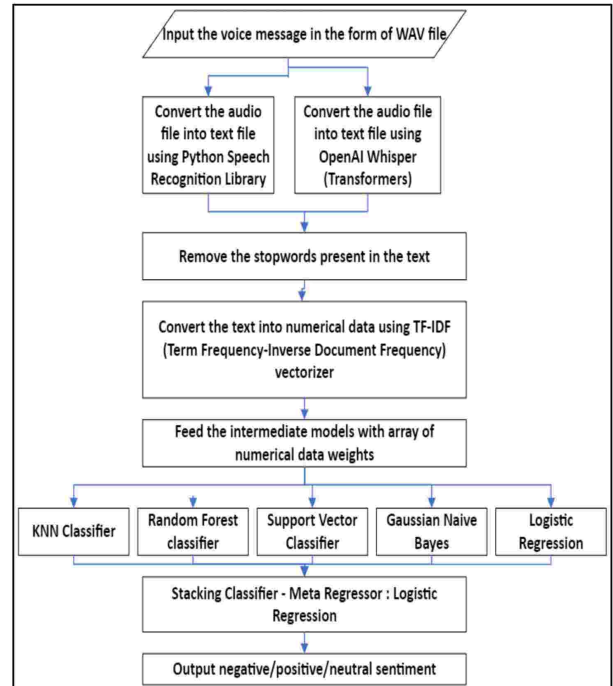 Input the voice message in the form of WAV file
Convert the audio
file into text file
using Python Speech
Recognition Library
Convert the audio file
into text file using
OpenAI Whisper
(Transformers)
Remove the stopwords present in the text
Convert the text into numerical data using TF-IDF
(Term Frequency-Inverse Document Frequency)
vectorizer
Feed the intermediate models with array of
numerical data weights
KNN Classifier
Random Forest
classifier
Support Vector
Classifier
Gaussian Naive
Bayes
Logistic
Regression
Stacking Classifier - Meta Regressor : Logistic
Regression
Output negative/positive/neutral sentiment